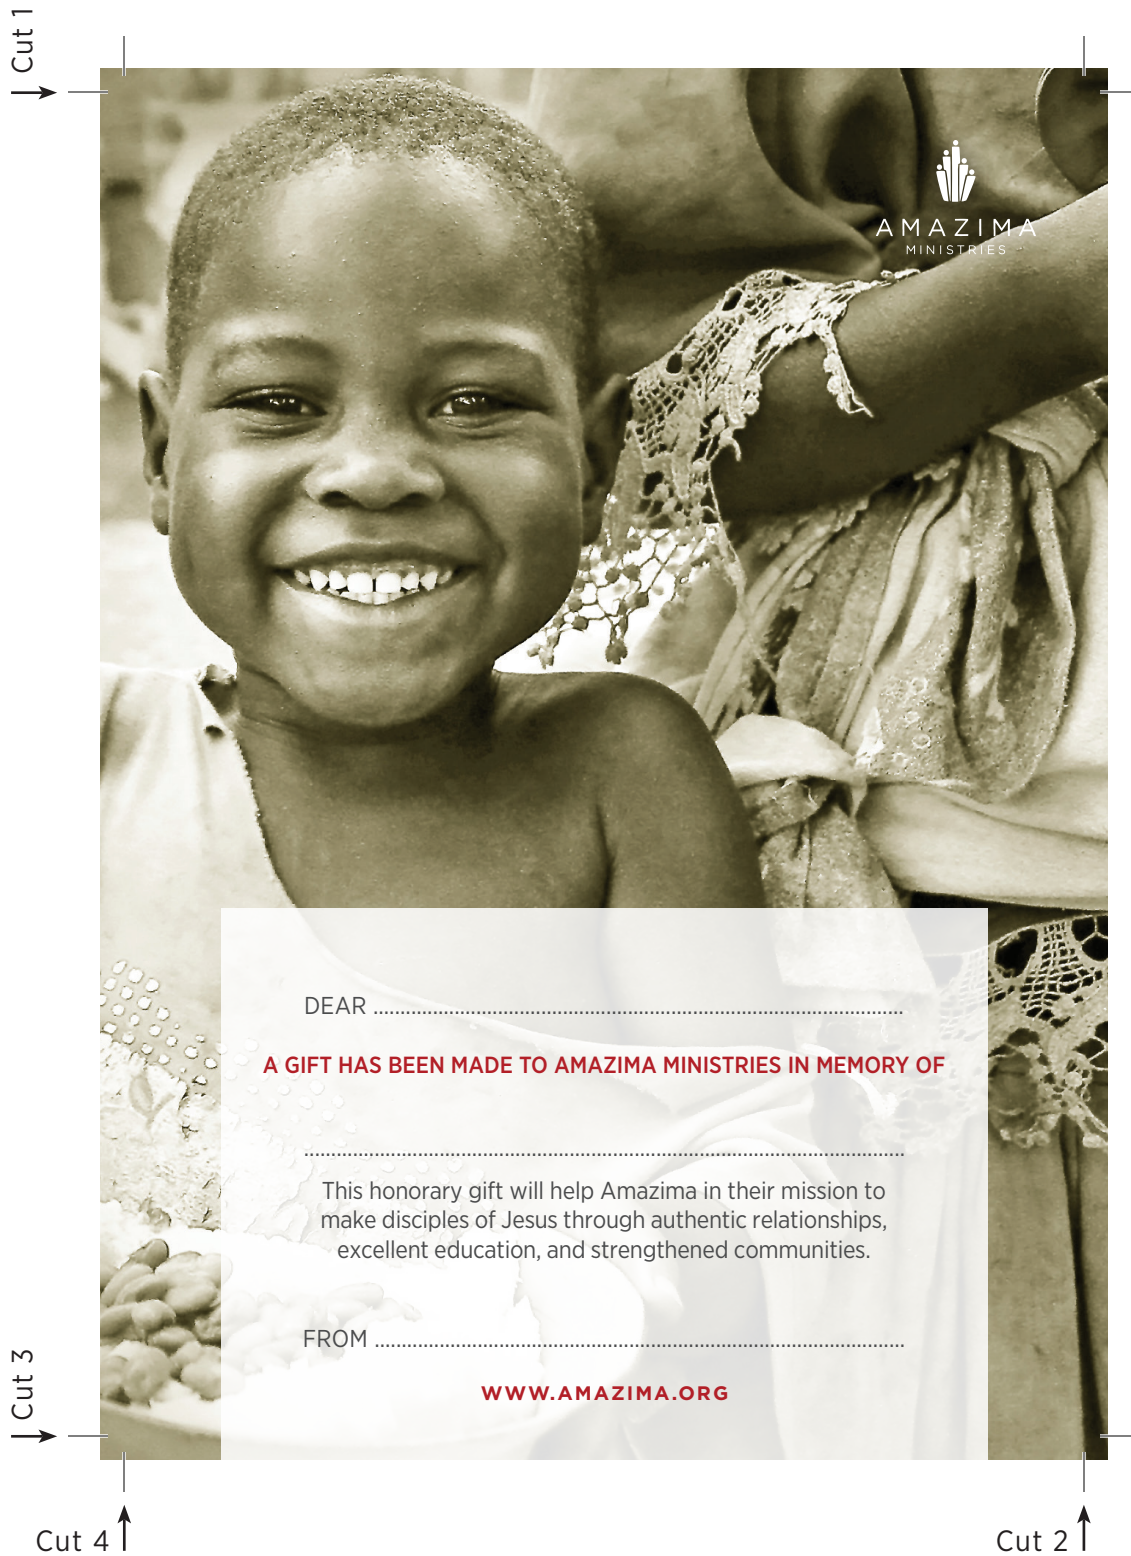 Cut 1
AMAZIMA
MINISTRIES
DEAR ........................................................................................................
A GIFT HAS BEEN MADE TO AMAZIMA MINISTRIES IN MEMORY OF
......................................................................................................................
This honorary gift will help Amazima in their mission to
make disciples of Jesus through authentic relationships,
excellent education, and strengthened communities.
FROM ........................................................................................................
WWW.AMAZIMA.ORG
Cut 3
Cut 4
Cut 2